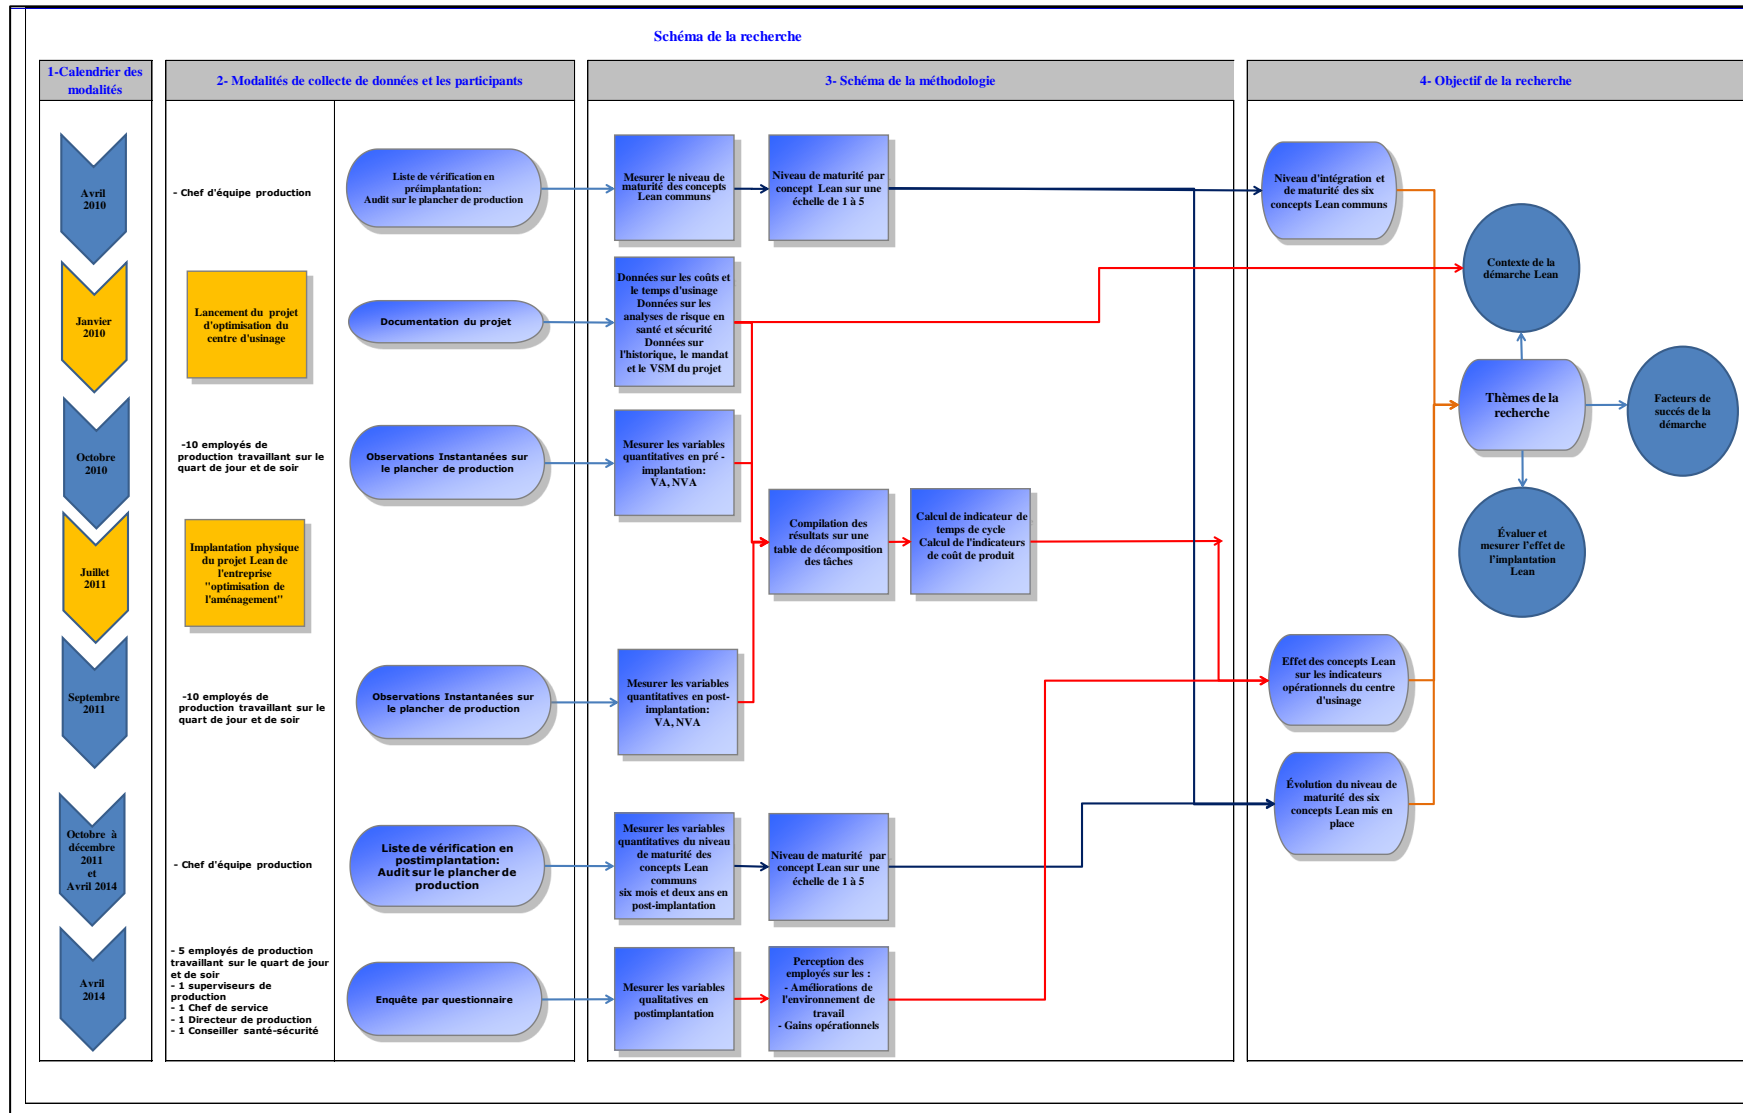 Schéma de la recherche
1-Calendrier des
modalités
2- Modalités de collecte de données et les participants
3- Schéma de la méthodologie
4- Objectif de la recherche
Avril
2010
- Chef d'équipe production
Liste de vérification en
préimplantation:
Audit sur le plancher de production
Mesurer le niveau de
maturité des concepts
Lean communs
Niveau de maturité par
concept Lean sur une
échelle de 1 à 5
Niveau d'intégration et
de maturité des six
concepts Lean communs
Contexte de la
démarche Lean
Janvier
2010
Lancement du projet
d'optimisation du
centre d'usinage
Documentation du projet
Données sur les coûts et
le temps d'usinage
Données sur les
analyses de risque en
santé et sécurité
Données sur
l'historique, le mandat
et le VSM du projet
Thèmes de la
recherche
Facteurs de
succés de la
démarche
Octobre
2010
-10 employés de
production travaillant sur le
quart de jour et de soir
Observations Instantanées sur
le plancher de production
Mesurer les variables
quantitatives en pré -
implantation:
VA, NVA
Compilation des
résultats sur une
table de décomposition
des tâches
Calcul de indicateur de
temps de cycle
Calcul de l'indicateurs
de coût de produit
Évaluer et
mesurer l'effet de
l'implantation
Lean
Juillet
2011
Implantation physique
du projet Lean de
l'entreprise
"optimisation de
l'aménagement"
Septembre
2011
-10 employés de
production travaillant sur le
quart de jour et de soir
Observations Instantanées sur
le plancher de production
Mesurer les variables
quantitatives en post-
implantation:
VA, NVA
Effet des concepts Lean
sur les indicateurs
opérationnels du centre
d'usinage
Évolution du niveau de
maturité des six
concepts Lean mis en
place
Octobre à
décembre
2011
et
Avril 2014
- Chef d'équipe production
Liste de vérification en
postimplantation:
Audit sur le plancher de
production
Mesurer les variables
quantitatives du niveau
de maturité des
concepts Lean
communs
six mois et deux ans en
post-implantation
Niveau de maturité par
concept Lean sur une
échelle de 1 à 5
Avril
2014
- 5 employés de production
travaillant sur le quart de jour
et de soir
- 1 superviseurs de
production
- 1 Chef de service
- 1 Directeur de production
- 1 Conseiller santé-sécurité
Enquête par questionnaire
Mesurer les variables
qualitatives en
postimplantation
Perception des
employés sur les :
- Améliorations de
l'environnement de
travail
- Gains opérationnels